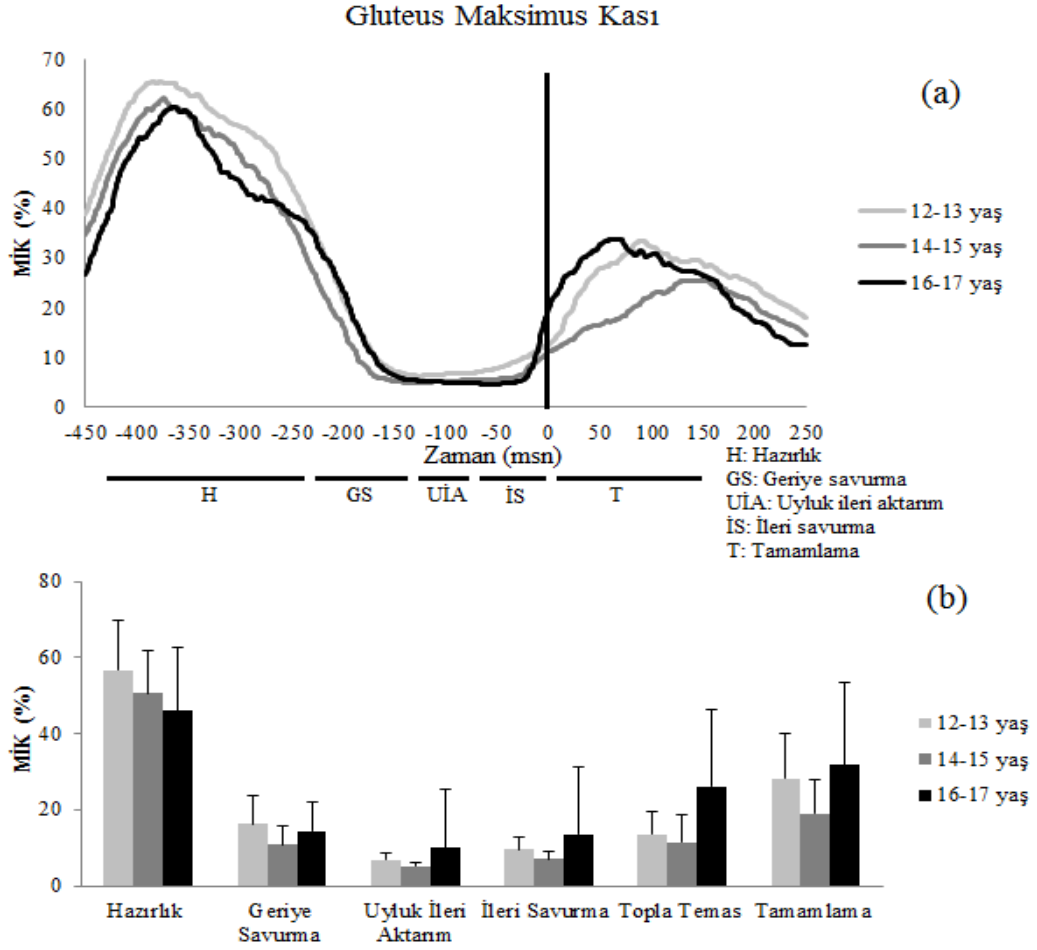 Gluteus Maksimus Kası
(a)
MİK (%)
70
60
50
40
30
20
10
0
12-13 yaş
14-15 yaş
16-17 yaş
-450 -400 -350 -300 -250 -200 -150 -100 -50 0 50 100 150 200 250
Zaman (msn)
H GS UİA İS T
H: Hazırlık
GS: Geriye savurma
UİA: Uyluk ileri aktarım
İS: İleri savurma
T: Tamamlama
(b)
MİK (%)
80
60
40
20
0
12-13 yaş
14-15 yaş
16-17 yaş
Hazırlık Geriye Uyluk İleri İleri Savurma Topla Temas Tamamlama
Savurma Aktarım